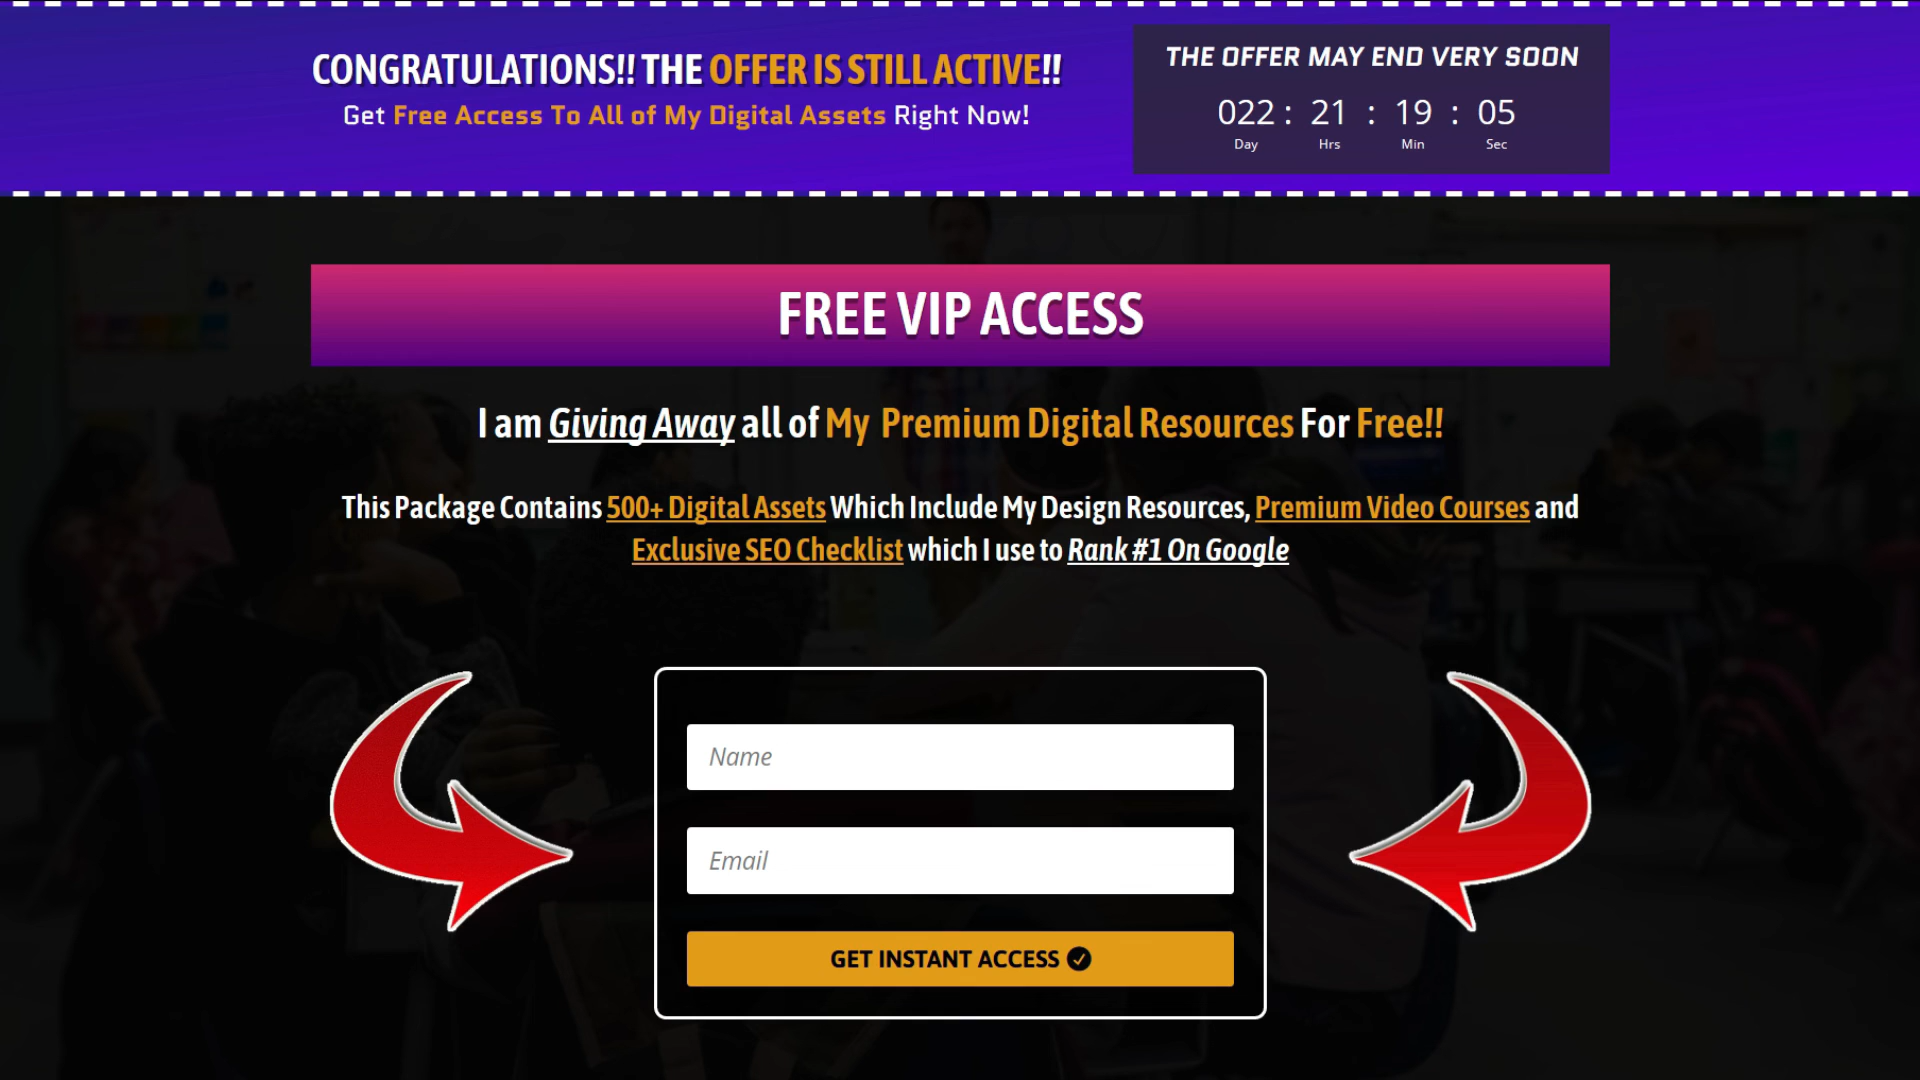 CONGRATULATIONS!! THE OFFER IS STILL ACTIVE!!
Get Free Access To All of My Digital Assets Right Now!
THE OFFER MAY END VERY SOON
022 : 21 : 19 : 05
Day Hrs Min Sec
FREE VIP ACCESS
I am Giving Away all of My Premium Digital Resources For Free!!
This Package Contains 500+ Digital Assets Which Include My Design Resources, Premium Video Courses and
Exclusive SEO Checklist which I use to Rank #1 On Google
Name
Email
GET INSTANT ACCESS